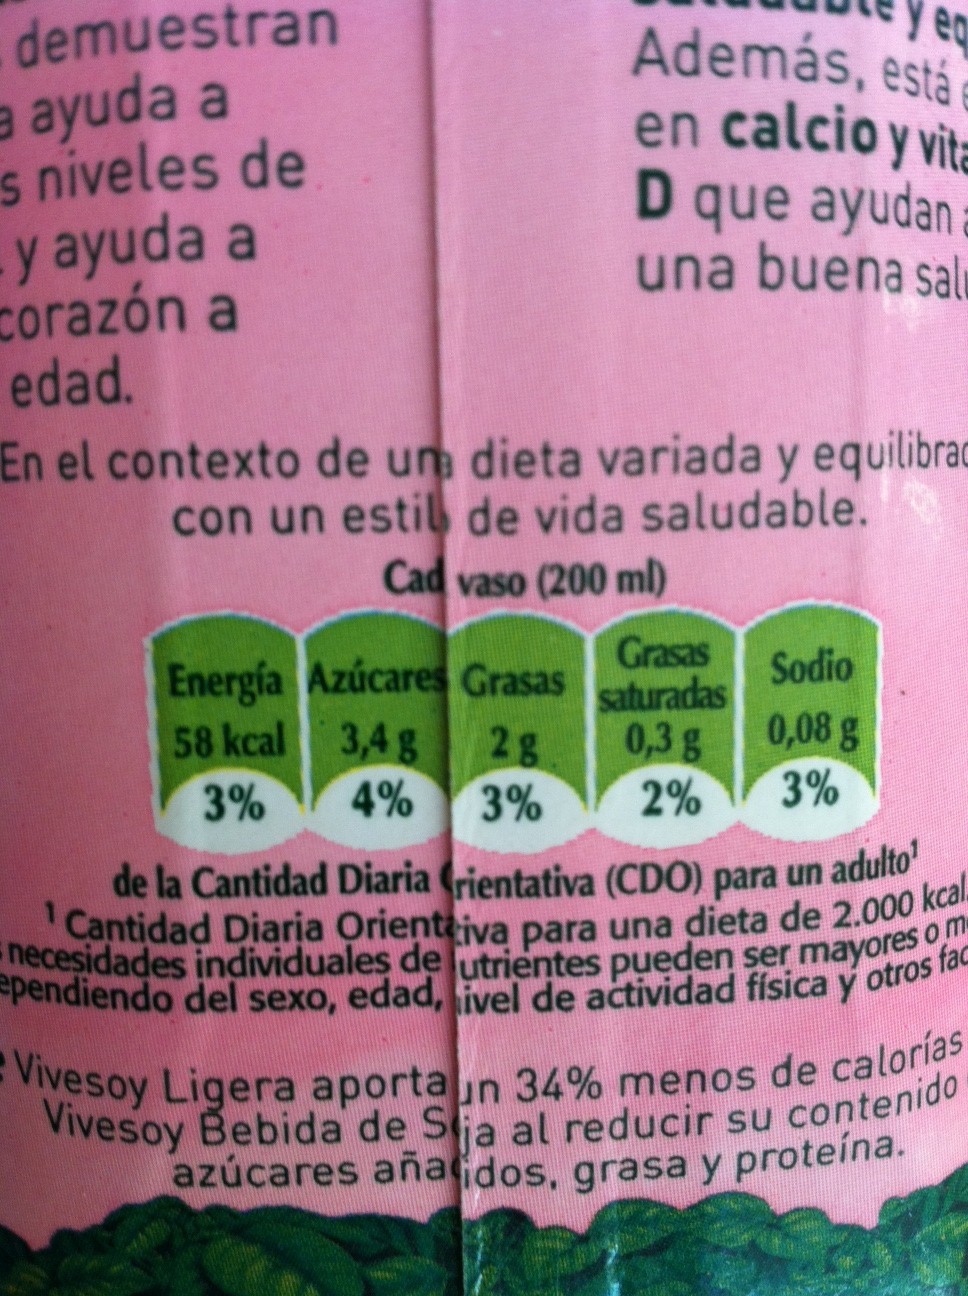 demuestran
ayuda a
niveles de
y ayuda a
corazón a
edad.
saludable y
Además, está
en calcio y
D que ayudan
una buena
En el contexto de una dieta variada y
con un estilo de vida saludable.
Cada vaso (200 ml)
Energía Azúcares Grasas Grasas saturadas Sodio
58 kcal 3,4 g 2 g 0,3 g 0,08 g
3% 4% 3% 2% 3%
de la Cantidad Diaria Orientativa (CDO) para un adulto¹
¹ Cantidad Diaria Orientativa para una dieta de 2.000 kcal
necesidades individuales de nutrientes pueden ser mayores o
dependiendo del sexo, edad, nivel de actividad física y otros
Vivesoy Ligera aporta un 34% menos de calorías
Vivesoy Bebida de Soja al reducir su contenido
azúcares añadidos, grasa y proteína.